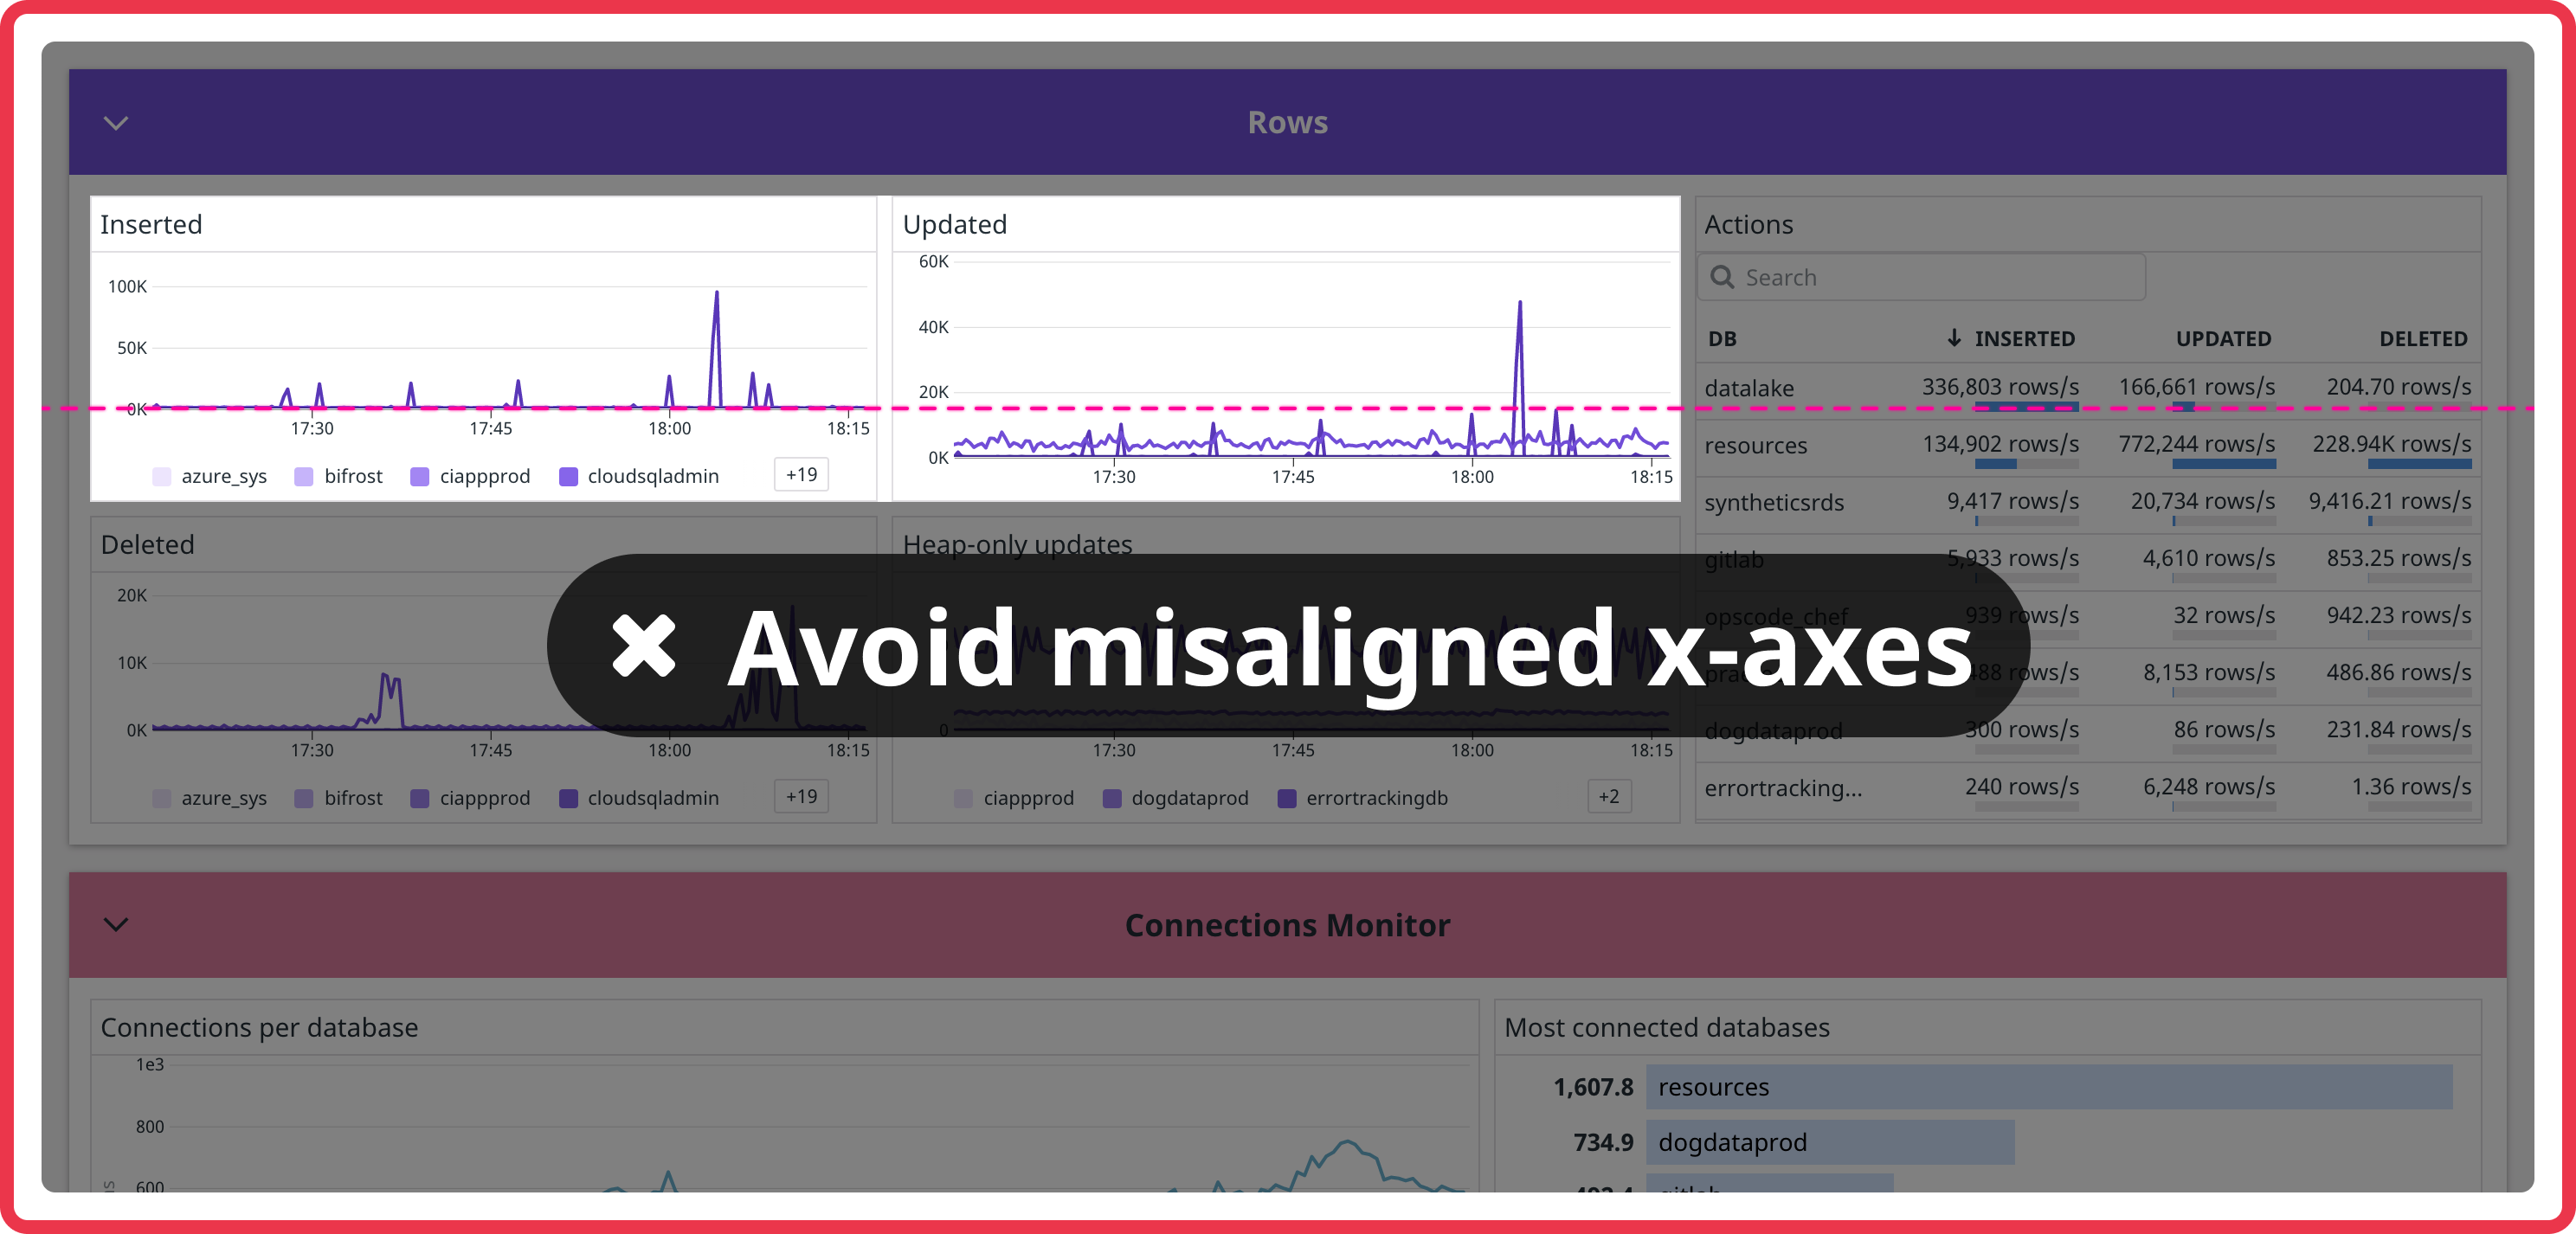 Rows
Inserted
100K
50K
0K
17:30 17:45 18:00 18:15
azure_sys bifrost ciappprod cloudsqladmin +19
Updated
60K
40K
20K
0K
17:30 17:45 18:00 18:15
Actions
Search
DB INSERTED UPDATED DELETED
datalake 336,803 rows/s 166,661 rows/s 204.70 rows/s
resources 134,902 rows/s 772,244 rows/s 228.94K rows/s
syntheticsrds 9,417 rows/s 20,734 rows/s 9,416.21 rows/s
gitlab 5,933 rows/s 4,610 rows/s 853.25 rows/s
opscode_chef 939 rows/s 32 rows/s 942.23 rows/s
rows/s 8,153 rows/s 486.86 rows/s
dogdataprod 300 rows/s 86 rows/s 231.84 rows/s
errortracking... 240 rows/s 6,248 rows/s 1.36 rows/s
Deleted
20K
10K
0K
17:30 17:45 18:00 18:15
azure_sys bifrost ciappprod cloudsqladmin +19
Heap-only updates
0
17:30 17:45 18:00 18:15
ciappprod dogdataprod errortrackingdb +2
Avoid misaligned x-axes
Connections Monitor
Connections per database
1e3
800
600
Most connected databases
1,607.8 resources
734.9 dogdataprod